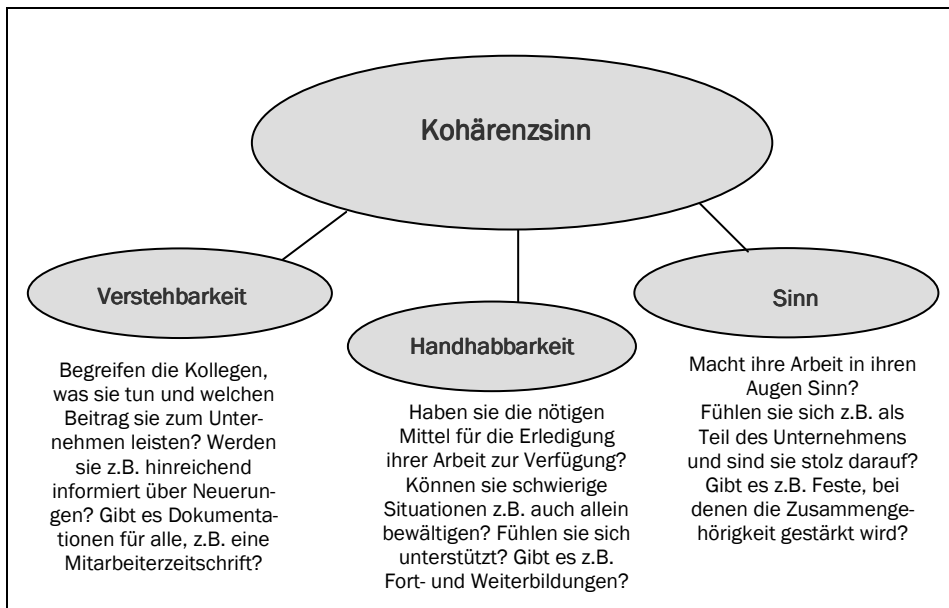 Kohärenzsinn
Verstehbarkeit
Begreifen die Kollegen,
was sie tun und welchen
Beitrag sie zum Unter-
nehmen leisten? Werden
sie z.B. hinreichend
informiert über Neuerun-
gen? Gibt es Dokumenta-
tionen für alle, z.B. eine
Mitarbeiterzeitschrift?
Handhabbarkeit
Haben sie die nötigen
Mittel für die Erledigung
ihrer Arbeit zur Verfügung?
Können sie schwierige
Situationen z.B. auch allein
bewältigen? Fühlen sie sich
unterstützt? Gibt es z.B.
Fort- und Weiterbildungen?
Sinn
Macht ihre Arbeit in ihren
Augen Sinn?
Fühlen sie sich z.B. als
Teil des Unternehmens
und sind sie stolz darauf?
Gibt es z.B. Feste, bei
denen die Zusammenge-
hörigkeit gestärkt wird?